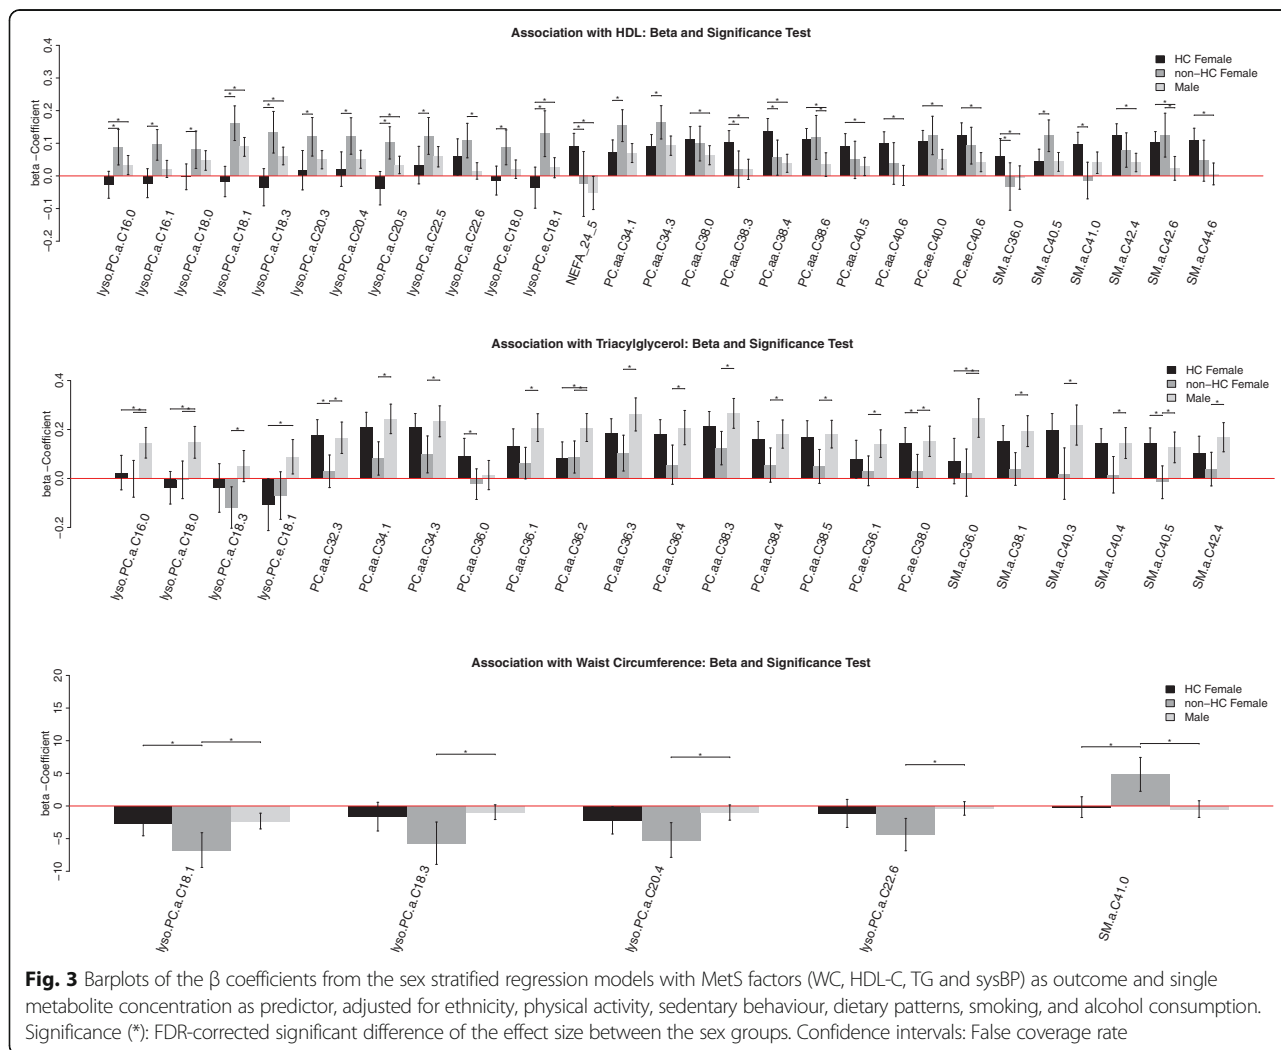 Association with HDL: Beta and Significance Test
beta −Coefficient
0.4
0.3
0.2
0.1
0.0
−0.1
−0.2
HC Female
non−HC Female
Male
lyso.PC.a.C16.0
lyso.PC.a.C16.1
lyso.PC.a.C18.0
lyso.PC.a.C18.1
lyso.PC.a.C18.3
lyso.PC.a.C20.3
lyso.PC.a.C20.4
lyso.PC.a.C20.5
lyso.PC.a.C22.5
lyso.PC.a.C22.6
lyso.PC.e.C18.0
lyso.PC.e.C18.1
NEFA_24_5
PC.aa.C34.1
PC.aa.C34.3
PC.aa.C38.0
PC.aa.C38.3
PC.aa.C38.4
PC.aa.C38.6
PC.aa.C40.5
PC.aa.C40.6
PC.ae.C40.0
PC.ae.C40.6
SM.a.C36.0
SM.a.C40.5
SM.a.C41.0
SM.a.C42.4
SM.a.C42.6
SM.a.C44.6
Association with Triacylglycerol: Beta and Significance Test
beta −Coefficient
0.4
0.2
0.0
−0.2
HC Female
non−HC Female
Male
lyso.PC.a.C16.0
lyso.PC.a.C18.0
lyso.PC.a.C18.3
lyso.PC.e.C18.1
PC.aa.C32.3
PC.aa.C34.1
PC.aa.C34.3
PC.aa.C36.0
PC.aa.C36.1
PC.aa.C36.2
PC.aa.C36.3
PC.aa.C36.4
PC.aa.C38.3
PC.aa.C38.4
PC.aa.C38.5
PC.ae.C36.1
PC.ae.C38.0
SM.a.C36.0
SM.a.C38.1
SM.a.C40.3
SM.a.C40.4
SM.a.C40.5
SM.a.C42.4
Association with Waist Circumference: Beta and Significance Test
beta −Coefficient
20
15
10
5
0
−5
−10
HC Female
non−HC Female
Male
lyso.PC.a.C18.1
lyso.PC.a.C18.3
lyso.PC.a.C20.4
lyso.PC.a.C22.6
SM.a.C41.0
Fig. 3 Barplots of the β coefficients from the sex stratified regression models with MetS factors (WC, HDL-C, TG and sysBP) as outcome and single
metabolite concentration as predictor, adjusted for ethnicity, physical activity, sedentary behaviour, dietary patterns, smoking, and alcohol consumption.
Significance (*): FDR-corrected significant difference of the effect size between the sex groups. Confidence intervals: False coverage rate